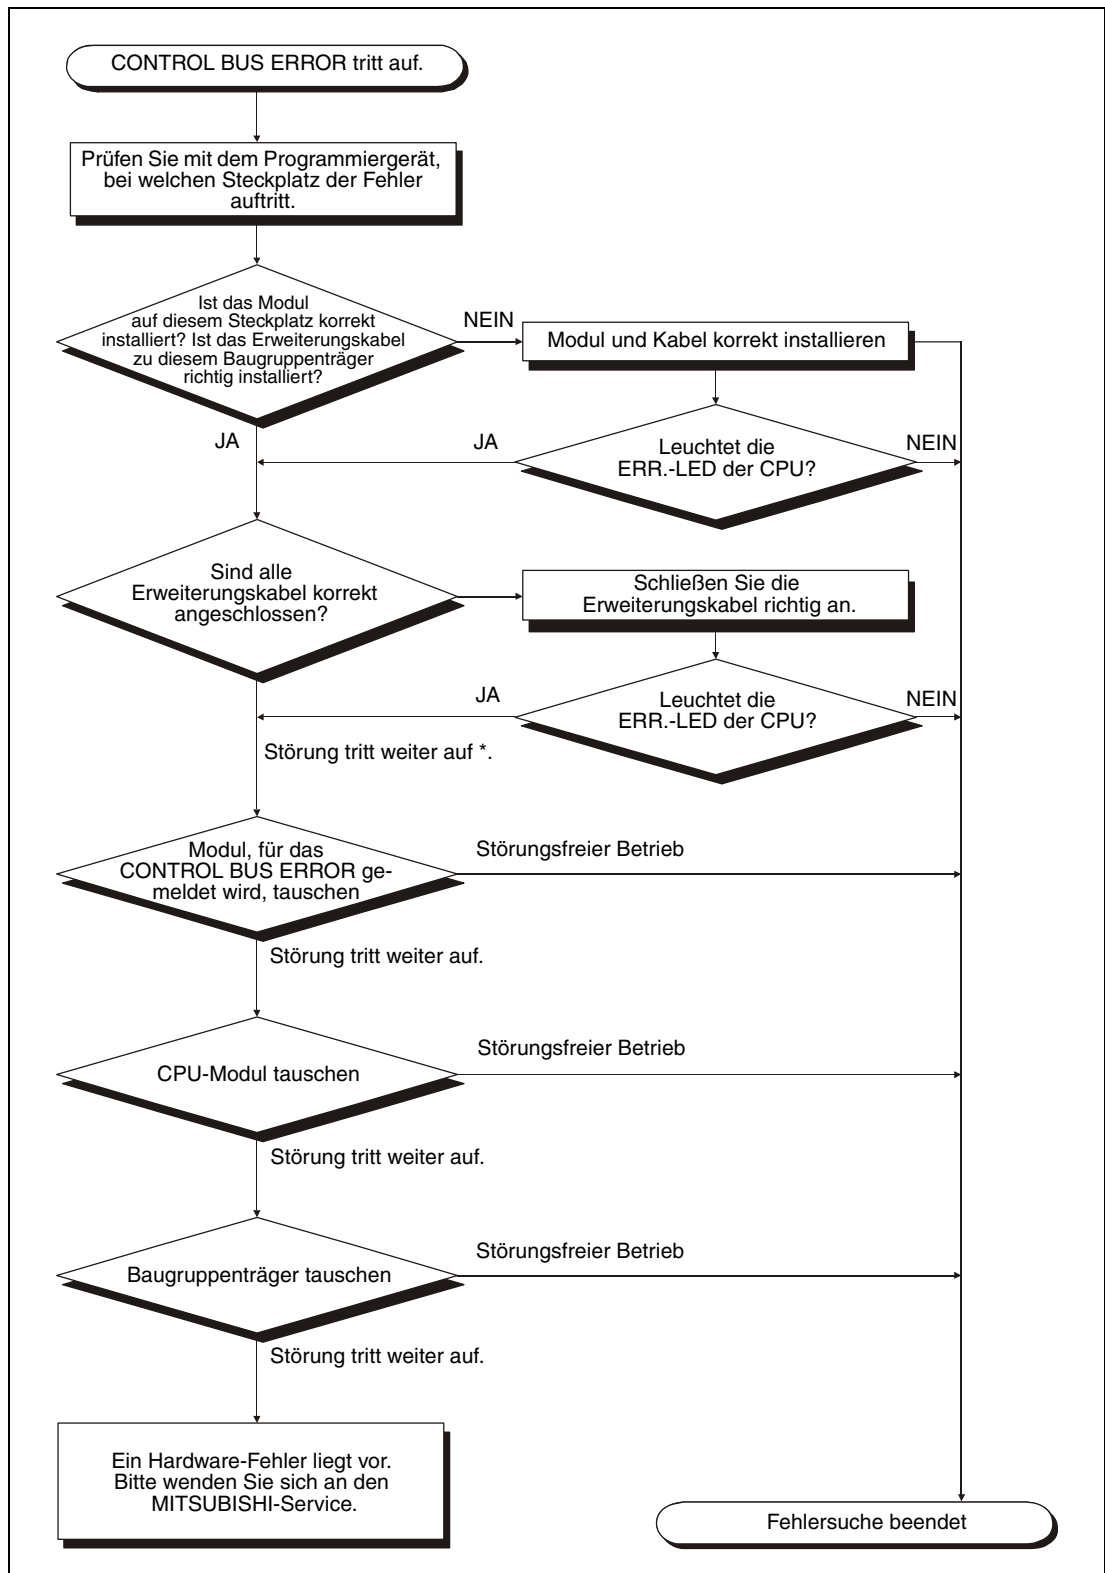 CONTROL BUS ERROR tritt auf.
Prüfen Sie mit dem Programmiergerät,
bei welchen Steckplatz der Fehler
auftritt.
Ist das Modul
auf diesem Steckplatz korrekt
installiert? Ist das Erweiterungskabel
zu diesem Baugruppenträger
richtig installiert?
NEIN
Modul und Kabel korrekt installieren
JA
JA
Leuchtet die
ERR.-LED der CPU?
NEIN
Sind alle
Erweiterungskabel korrekt
angeschlossen?
Schließen Sie die
Erweiterungskabel richtig an.
JA
Leuchtet die
ERR.-LED der CPU?
NEIN
Störung tritt weiter auf *.
Modul, für das
CONTROL BUS ERROR ge-
meldet wird, tauschen
Störungsfreier Betrieb
Störung tritt weiter auf.
CPU-Modul tauschen
Störungsfreier Betrieb
Störung tritt weiter auf.
Baugruppenträger tauschen
Störungsfreier Betrieb
Störung tritt weiter auf.
Ein Hardware-Fehler liegt vor.
Bitte wenden Sie sich an den
MITSUBISHI-Service.
Fehlersuche beendet